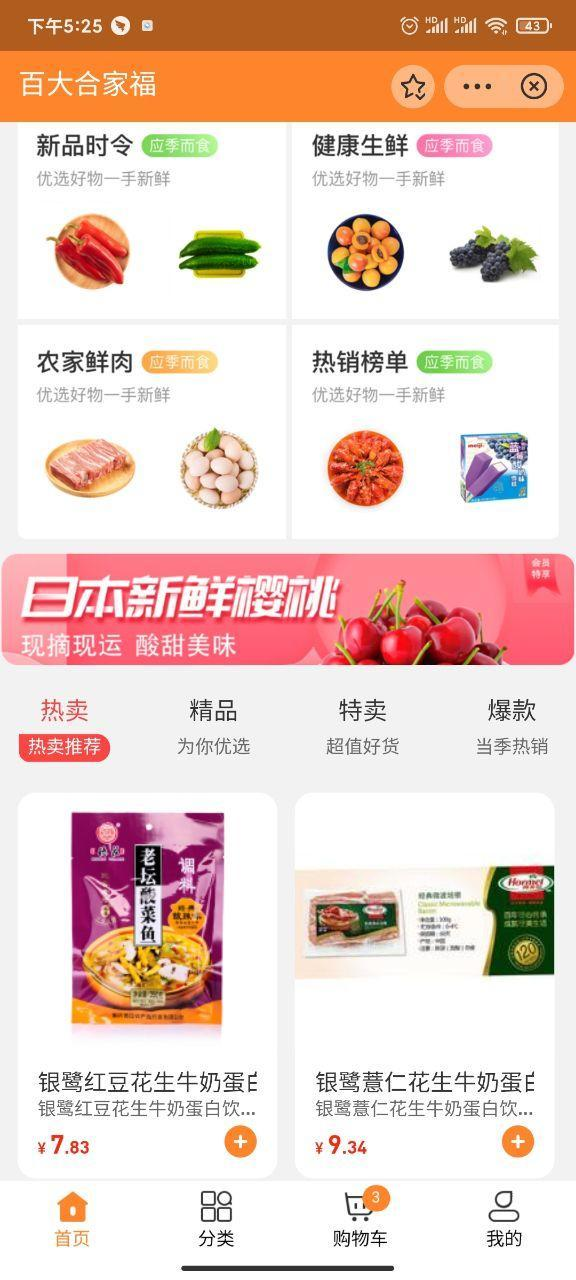 下午5:25
HD HD 43
百大合家福
新品时令 应季而食
优选好物一手新鲜
健康生鲜 应季而食
优选好物一手新鲜
农家鲜肉 应季而食
优选好物一手新鲜
热销榜单 应季而食
优选好物一手新鲜
meiji
会员
特享
日本新鲜樱桃
现摘现运 酸甜美味
热卖 精品 特卖 爆款
热卖推荐 为你优选 超值好货 当季热销
老坛酸菜鱼
调料
Hormel
经典微波培根
Classic Microwaveable
Bacon
120
银鹭红豆花生牛奶蛋白
银鹭红豆花生牛奶蛋白饮...
¥ 7.83
银鹭薏仁花生牛奶蛋白
银鹭薏仁花生牛奶蛋白饮...
¥ 9.34
3
首页 分类 购物车 我的